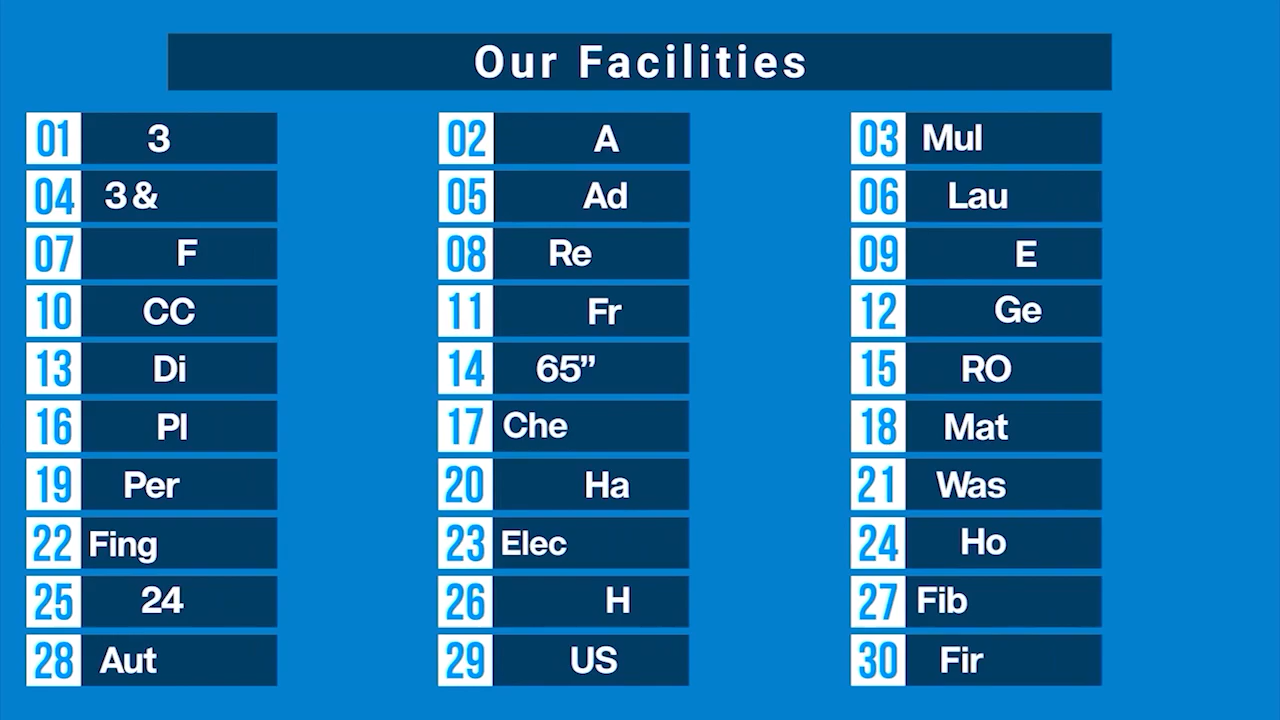 Our Facilities
01 3
02 A
03 Mul
04 3 &
05 Ad
06 Lau
07 F
08 Re
09 E
10 CC
11 Fr
12 Ge
13 Di
14 65”
15 RO
16 Pl
17 Che
18 Mat
19 Per
20 Ha
21 Was
22 Fing
23 Elec
24 Ho
25 24
26 H
27 Fib
28 Aut
29 US
30 Fir